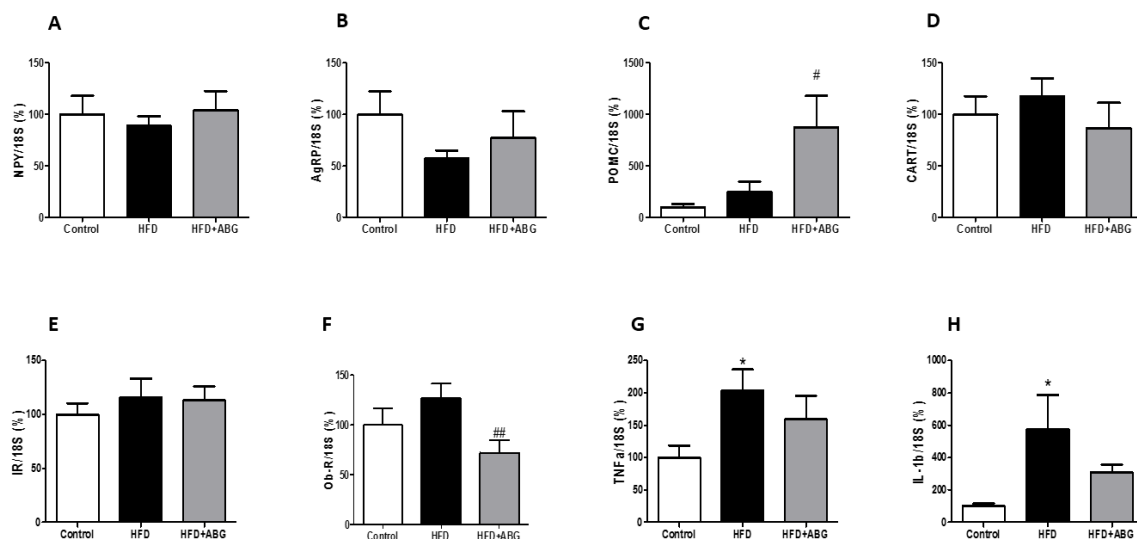 A
NPY/18S (%)
150
100
50
0
Control HFD HFD+ABG
B
AgRP/18S (%)
150
100
50
0
Control HFD HFD+ABG
C
POMC/18S (%)
1500
1000
500
0
#
Control HFD HFD+ABG
D
CART/18S (%)
150
100
50
0
Control HFD HFD+ABG
E
IR/18S (%)
150
100
50
0
Control HFD HFD+ABG
F
Ob-R/18S (%)
150
100
50
0
##
Control HFD HFD+ABG
G
TNFa/18S (%)
250
200
150
100
50
0
*
Control HFD HFD+ABG
H
IL-1b/18S (%)
1000
800
600
400
200
0
*
Control HFD HFD+ABG